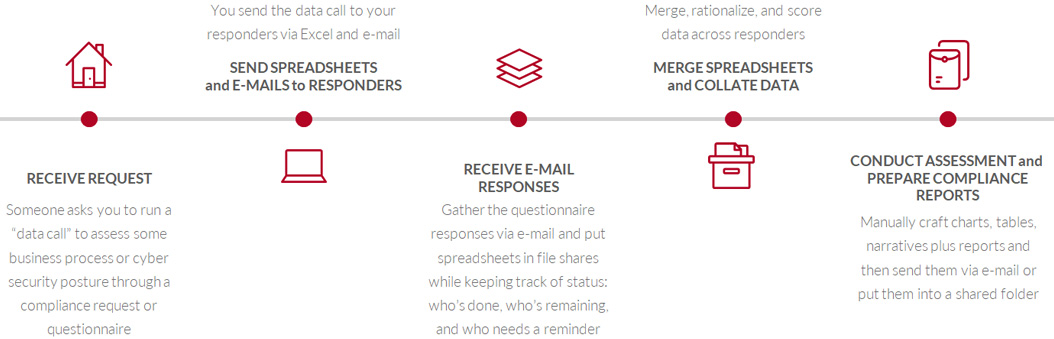 RECEIVE REQUEST
Someone asks you to run a
“data call” to assess some
business process or cyber
security posture through a
compliance request or
questionnaire
You send the data call to your
responders via Excel and e-mail
SEND SPREADSHEETS
and E-MAILS to RESPONDERS
RECEIVE E-MAIL
RESPONSES
Gather the questionnaire
responses via e-mail and put
spreadsheets in file shares
while keeping track of status:
who's done, who's remaining,
and who needs a reminder
Merge, rationalize, and score
data across responders
MERGE SPREADSHEETS
and COLLATE DATA
CONDUCT ASSESSMENT and
PREPARE COMPLIANCE
REPORTS
Manually craft charts, tables,
narratives plus reports and
then send them via e-mail or
put them into a shared folder